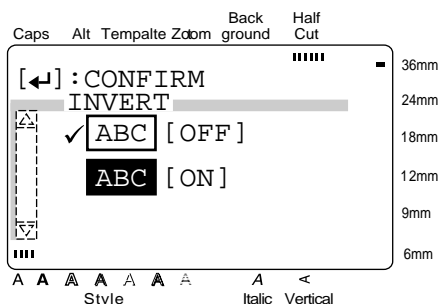 Back Half
Caps Alt Tempalte Zoom ground Cut
[↵]:CONFIRM
INVERT
✓ ABC [OFF]
ABC [ON]
36mm
24mm
18mm
12mm
9mm
6mm
A A A A A A A A <
Style Italic Vertical